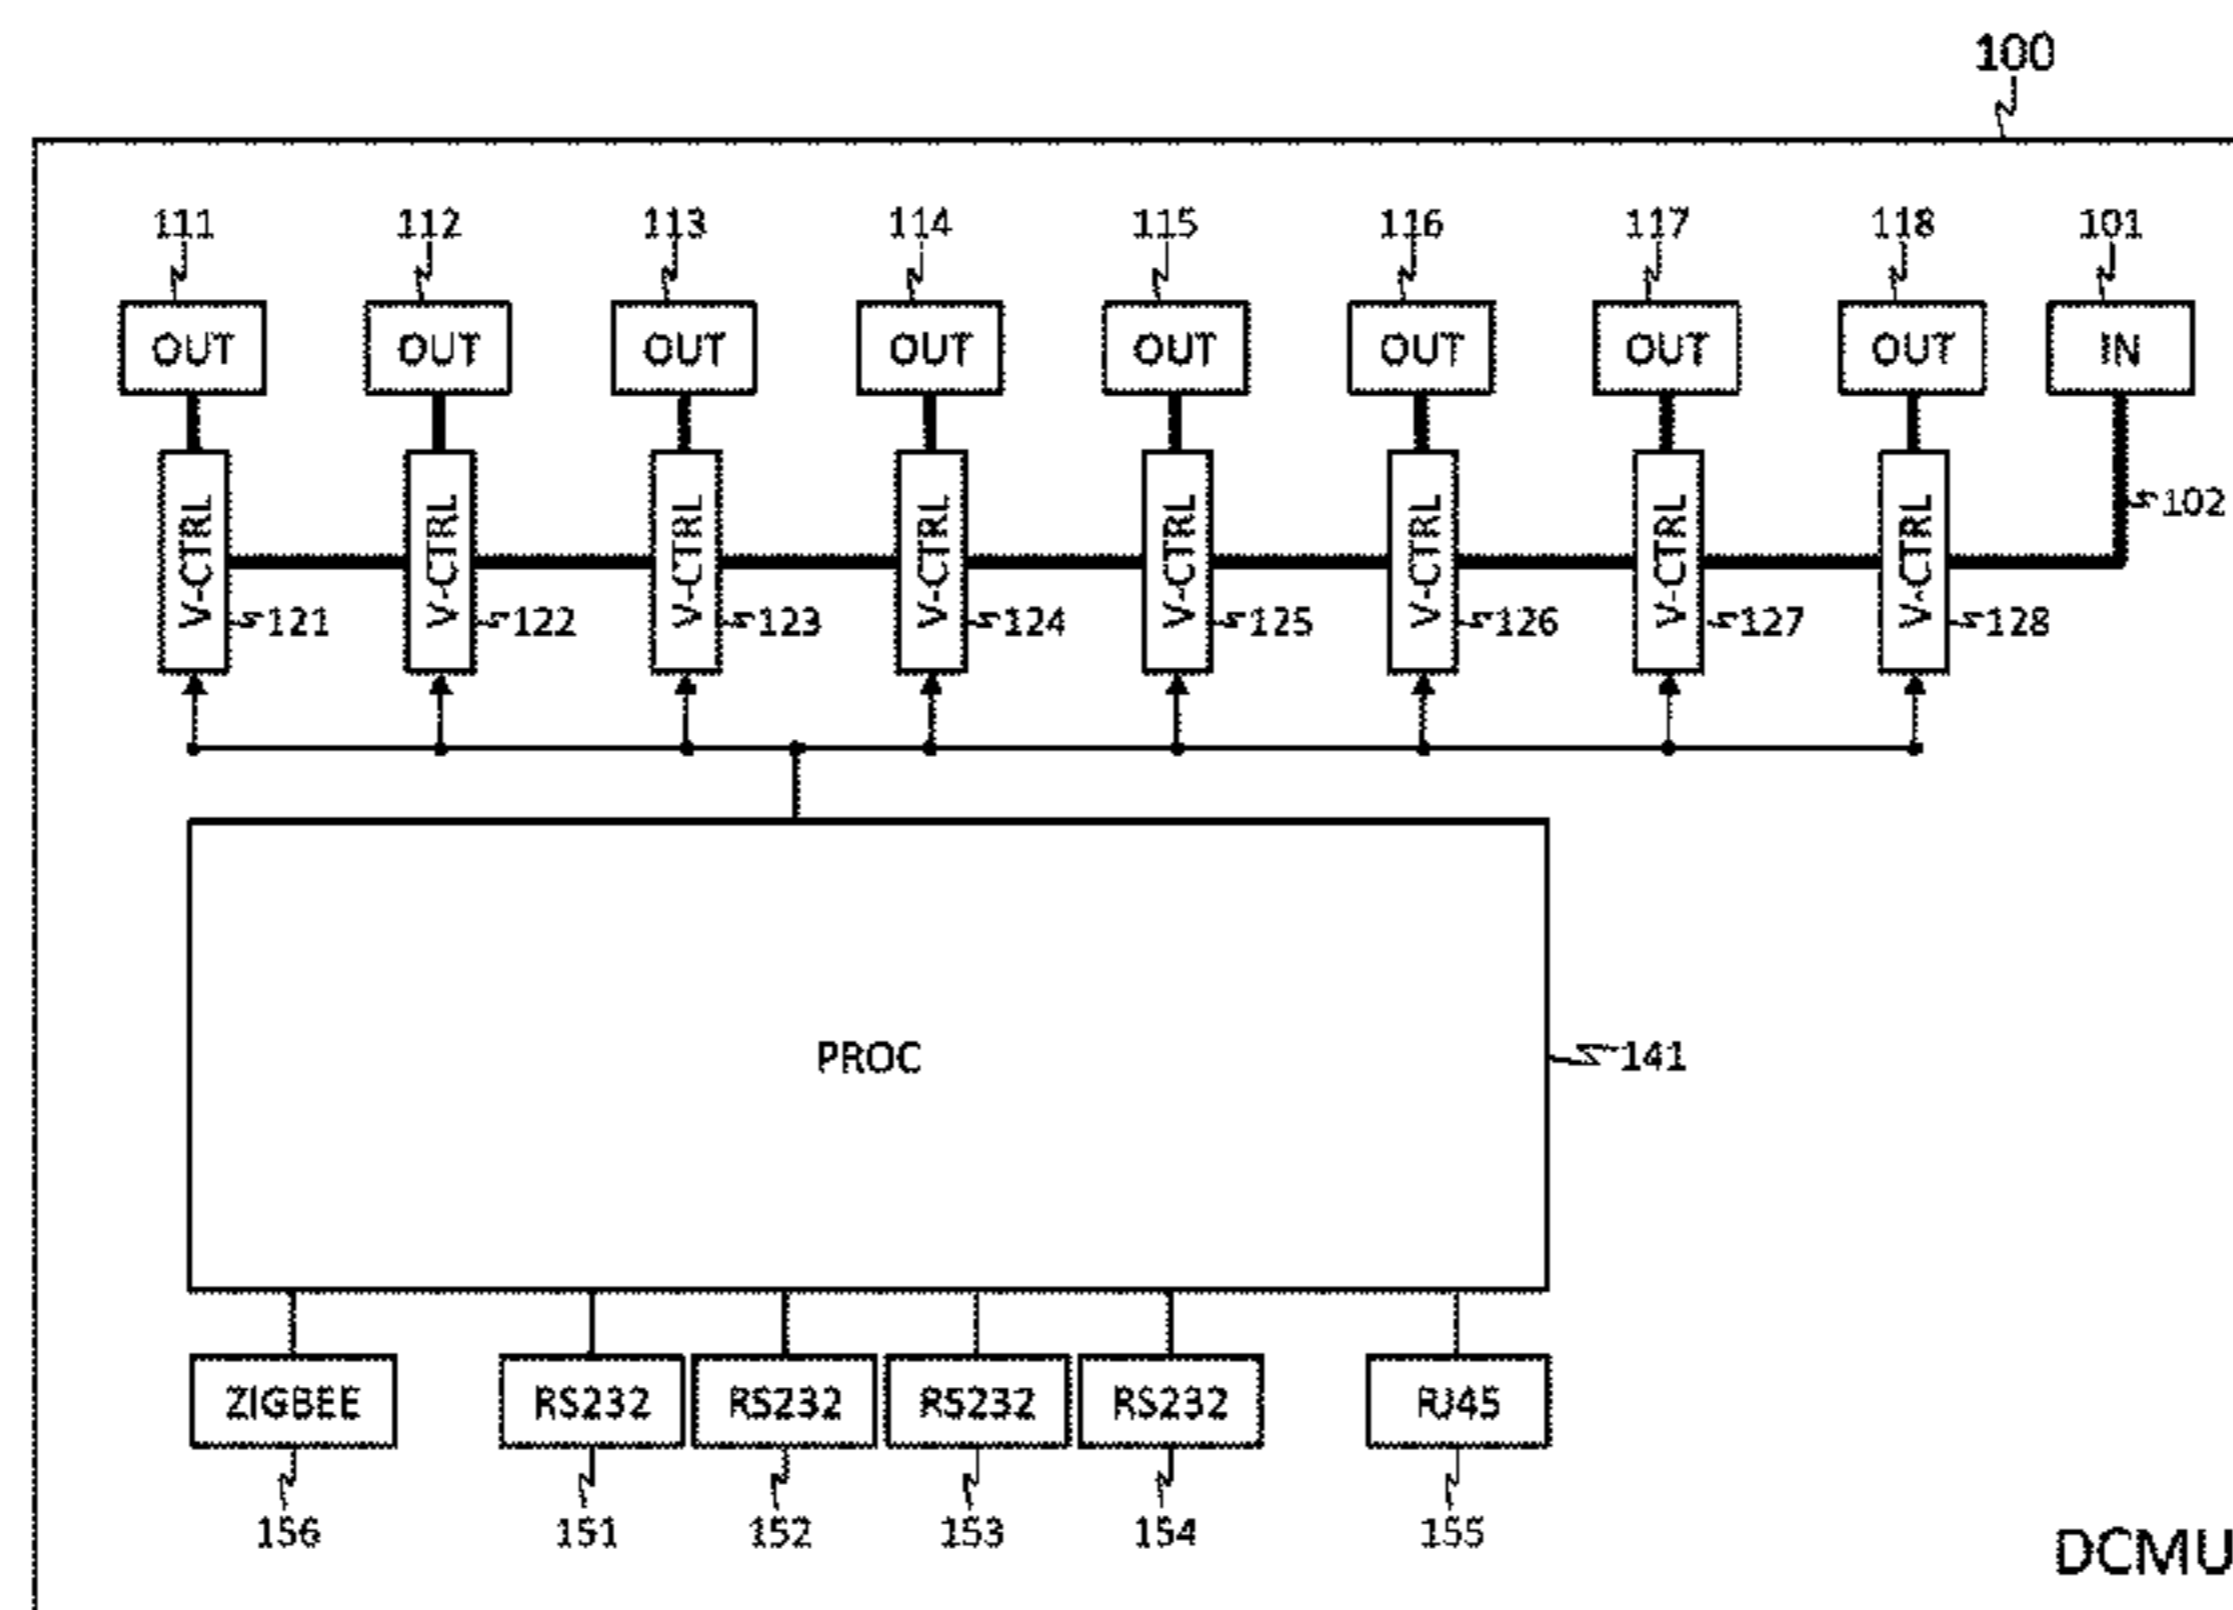 100
111 112 113 114 115 116 117 118 101
OUT OUT OUT OUT OUT OUT OUT OUT IN
V-CTRL V-CTRL V-CTRL V-CTRL V-CTRL V-CTRL V-CTRL V-CTRL
102
121 122 123 124 125 126 127 128
PROC
141
ZIGBEE RS232 RS232 RS232 RS232 RJ45
156 151 152 153 154 155
DCMU